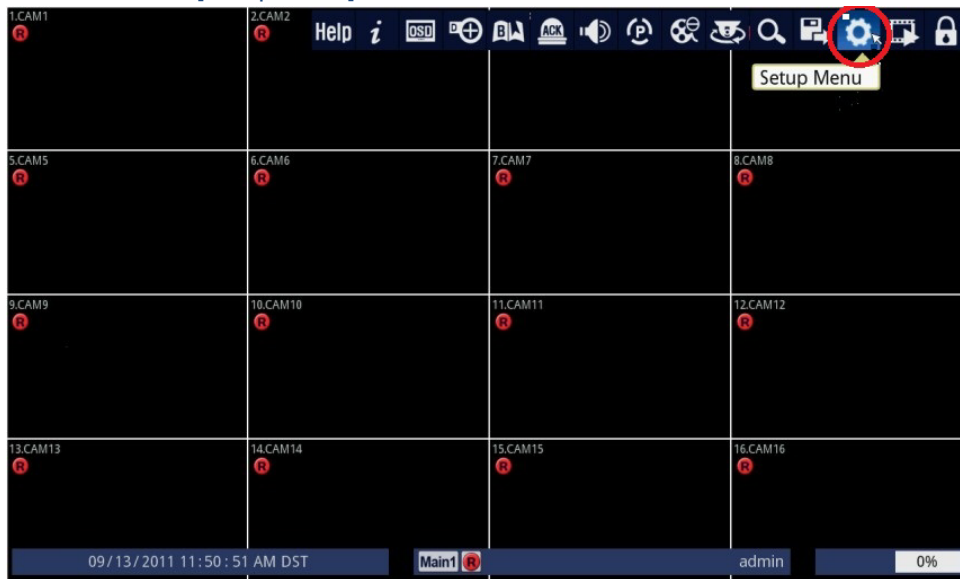 1.CAM1 2.CAM2
R R
Help i OSD D BW ACK P
Setup Menu
5.CAM5 6.CAM6 7.CAM7 8.CAM8
R R R R
9.CAM9 10.CAM10 11.CAM11 12.CAM12
R R R R
13.CAM13 14.CAM14 15.CAM15 16.CAM16
R R R R
09/13/2011 11:50:51 AM DST Main1 R admin 0%